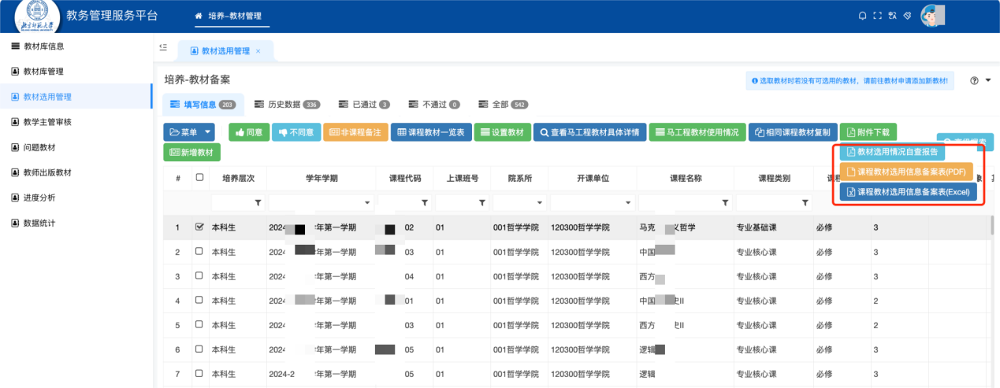 教务管理服务平台
培养-教材管理
教材库信息
教材库管理
教材选用管理
教学主管审核
问题教材
教师出版教材
进度分析
数据统计
教材选用管理 ×
培养-教材备案
选取教材时若没有可选用的教材，请前往教材申请添加新教材!
填写信息 203 历史数据 336 已通过 3 不通过 0 全部 542
菜单 同意 不同意 非课程备注 课程教材一览表 设置教材 查看马工程教材具体详情 马工程教材使用情况 相同课程教材复制 附件下载
新增教材
教材选用情况自查报告
课程教材选用信息备案表(PDF)
课程教材选用信息备案表(Excel)
# 培养层次 学年学期 课程代码 上课班号 院系所 开课单位 课程名称 课程类别
1 本科生 2024 年第一学期 02 01 001哲学学院 120300哲学学院 马克 义哲学 专业基础课 必修 3
2 本科生 2024 年第一学期 03 01 001哲学学院 120300哲学学院 中国 专业核心课 必修 3
3 本科生 2024 年第一学期 04 01 001哲学学院 120300哲学学院 西方 专业核心课 必修 3
4 本科生 2024 年第一学期 01 01 001哲学学院 120300哲学学院 中国 史II 专业核心课 必修 2
5 本科生 2024 年第一学期 03 01 001哲学学院 120300哲学学院 西方 史II 专业核心课 必修 2
6 本科生 2024 年第一学期 05 01 001哲学学院 120300哲学学院 逻辑 专业核心课 必修 3
7 本科生 2024-2 学年第一学期 05 01 001哲学学院 120300哲学学院 逻辑 专业核心课 必修 3